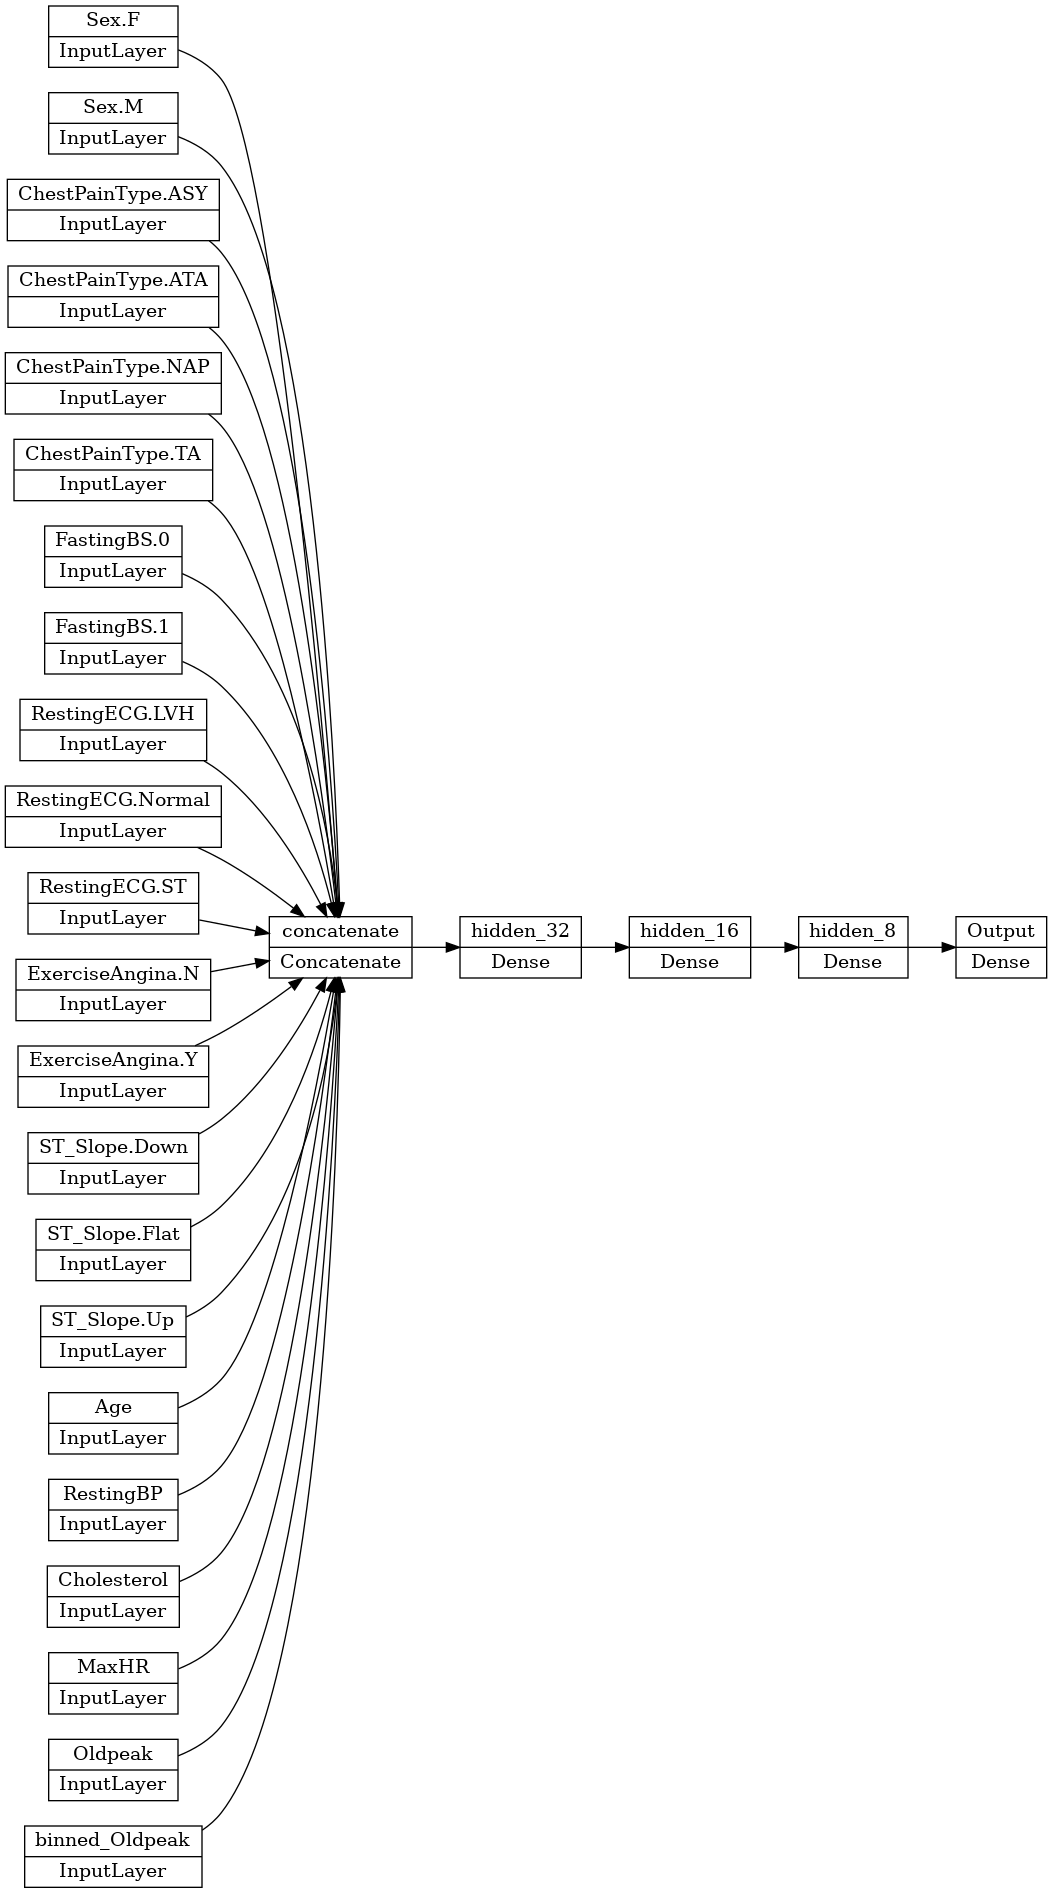 Sex.F
InputLayer
Sex.M
InputLayer
ChestPainType.ASY
InputLayer
ChestPainType.ATA
InputLayer
ChestPainType.NAP
InputLayer
ChestPainType.TA
InputLayer
FastingBS.0
InputLayer
FastingBS.1
InputLayer
RestingECG.LVH
InputLayer
RestingECG.Normal
InputLayer
RestingECG.ST
InputLayer
ExerciseAngina.N
InputLayer
ExerciseAngina.Y
InputLayer
ST_Slope.Down
InputLayer
ST_Slope.Flat
InputLayer
ST_Slope.Up
InputLayer
Age
InputLayer
RestingBP
InputLayer
Cholesterol
InputLayer
MaxHR
InputLayer
Oldpeak
InputLayer
binned_Oldpeak
InputLayer
concatenate
Concatenate
hidden_32
Dense
hidden_16
Dense
hidden_8
Dense
Output
Dense